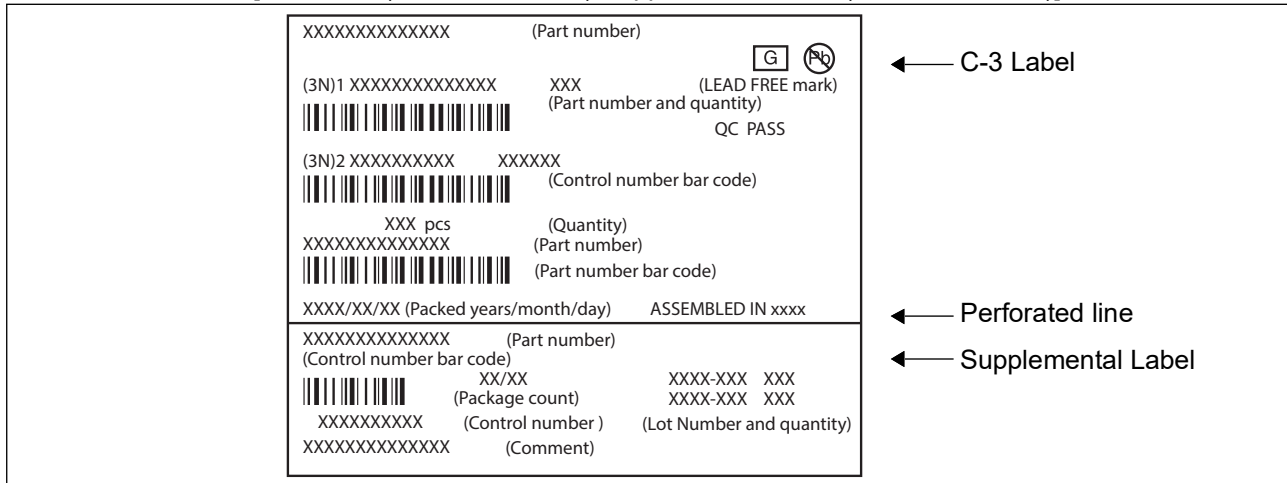 XXXXXXXXXXXXXX (Part number)
G Pb
C-3 Label
(3N)1 XXXXXXXXXXXXXX XXX (LEAD FREE mark)
(Part number and quantity)
QC PASS
(3N)2 XXXXXXXXXX XXXXXX
(Control number bar code)
XXX pcs (Quantity)
XXXXXXXXXXXXXX (Part number)
(Part number bar code)
XXXX/XX/XX (Packed years/month/day) ASSEMBLED IN xxxx
Perforated line
XXXXXXXXXXXXXX (Part number)
(Control number bar code)
Supplemental Label
XX/XX XXXX-XXX XXX
(Package count) XXXX-XXX XXX
XXXXXXXXXX (Control number ) (Lot Number and quantity)
XXXXXXXXXXXXXX (Comment)